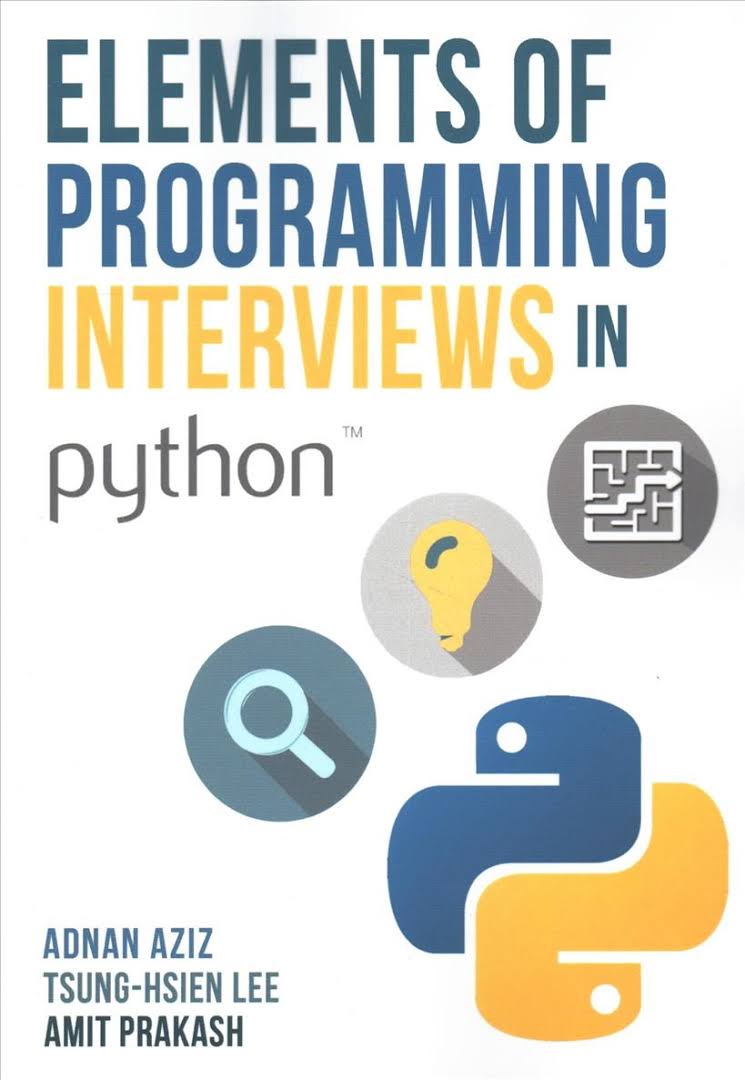 ELEMENTS OF
PROGRAMMING
INTERVIEWS IN
python™
ADNAN AZIZ
TSUNG-HSIEN LEE
AMIT PRAKASH